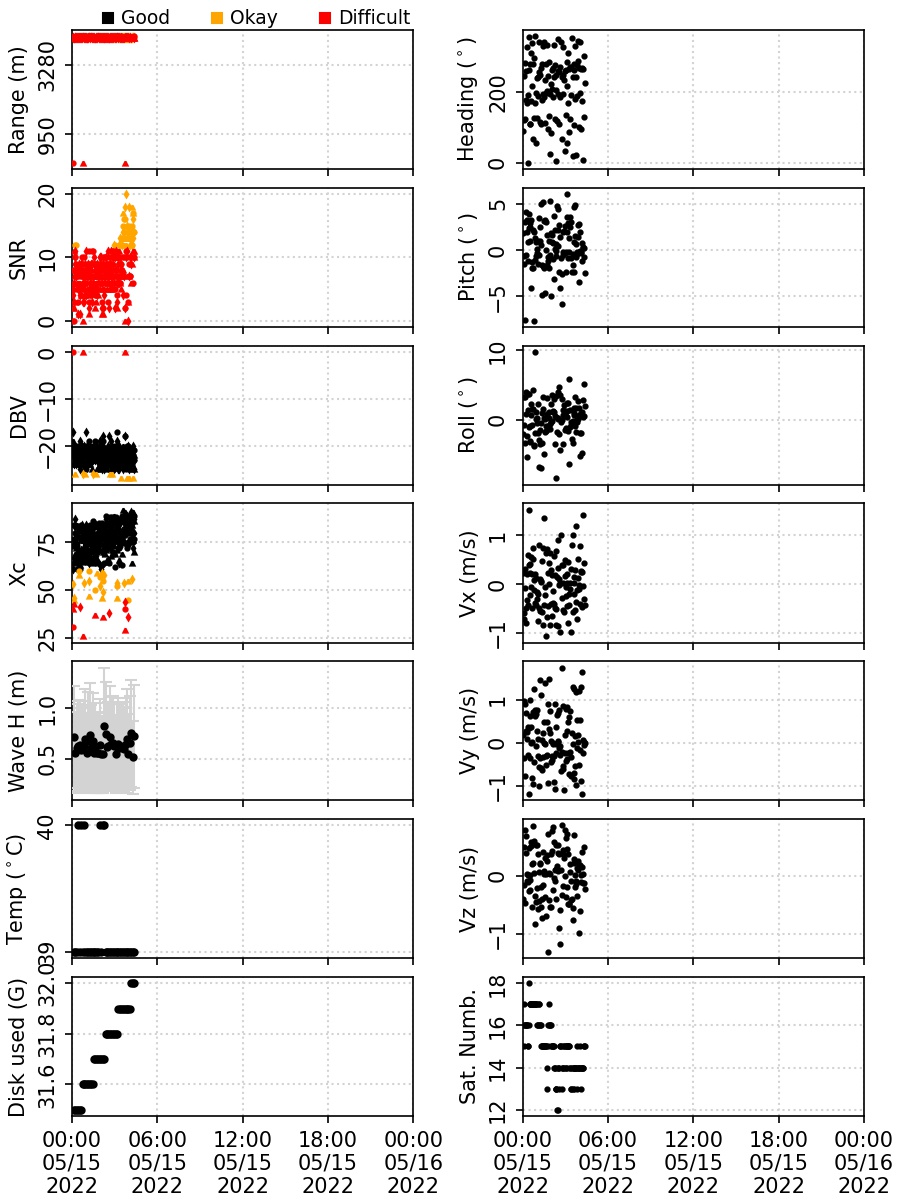 Good Okay Difficult
Range (m)
3280
950
Heading (°)
200
0
SNR
20
10
0
Pitch (°)
5
0
−5
DBV
0
−10
−20
Roll (°)
10
0
Xc
75
50
25
Vx (m/s)
1
0
−1
Wave H (m)
1.0
0.5
Vy (m/s)
1
0
−1
Temp (°C)
40
39
Vz (m/s)
0
−1
Disk used (G)
32.0
31.8
31.6
Sat. Numb.
18
16
14
12
00:00 06:00 12:00 18:00 00:00
05/15 05/15 05/15 05/15 05/16
2022 2022 2022 2022 2022
00:00 06:00 12:00 18:00 00:00
05/15 05/15 05/15 05/15 05/16
2022 2022 2022 2022 2022